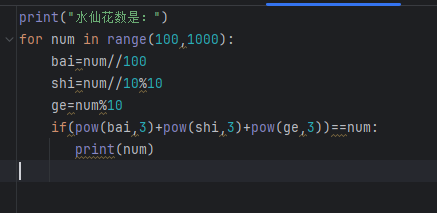 print("水仙花数是：")
for num in range(100,1000):
    bai=num//100
    shi=num//10%10
    ge=num%10
    if(pow(bai,3)+pow(shi,3)+pow(ge,3))==num:
       print(num)